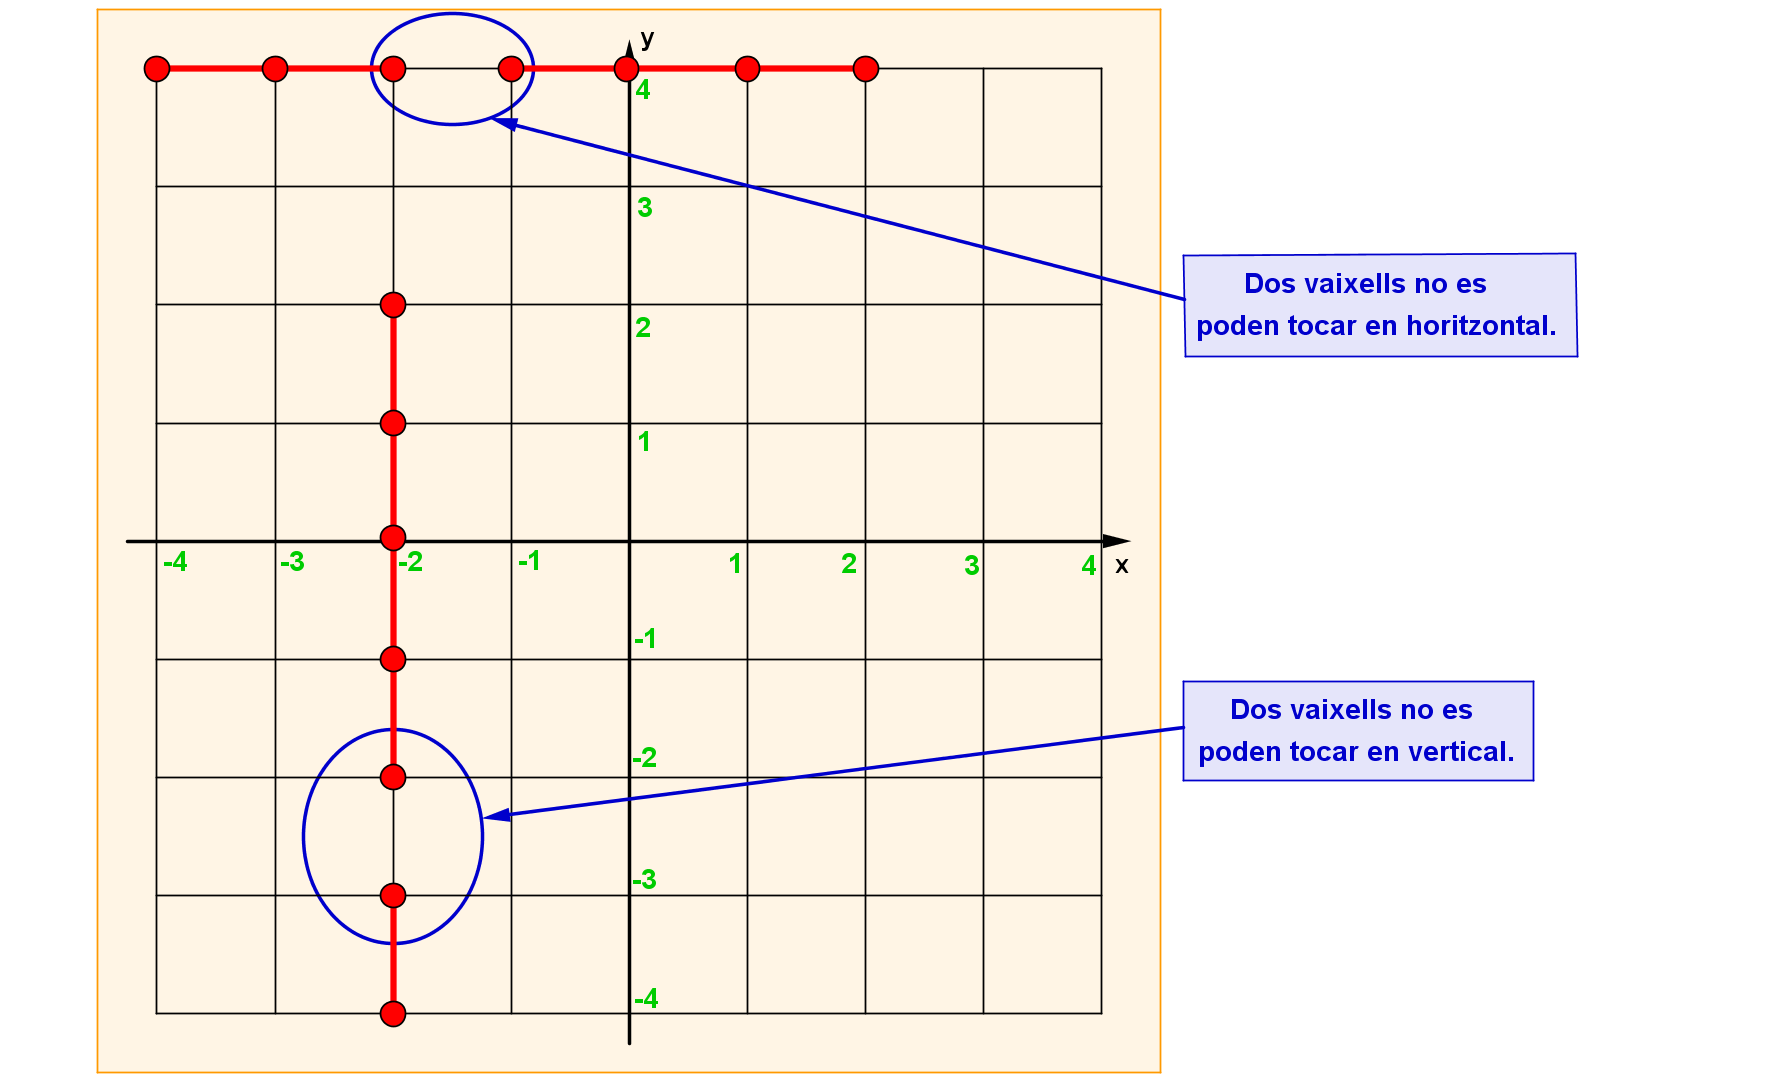 y
4
3
Dos vaixells no es
poden tocar en horitzontal.
2
1
-4 -3 -2 -1 1 2 3 4 x
-1
Dos vaixells no es
poden tocar en vertical.
-2
-3
-4